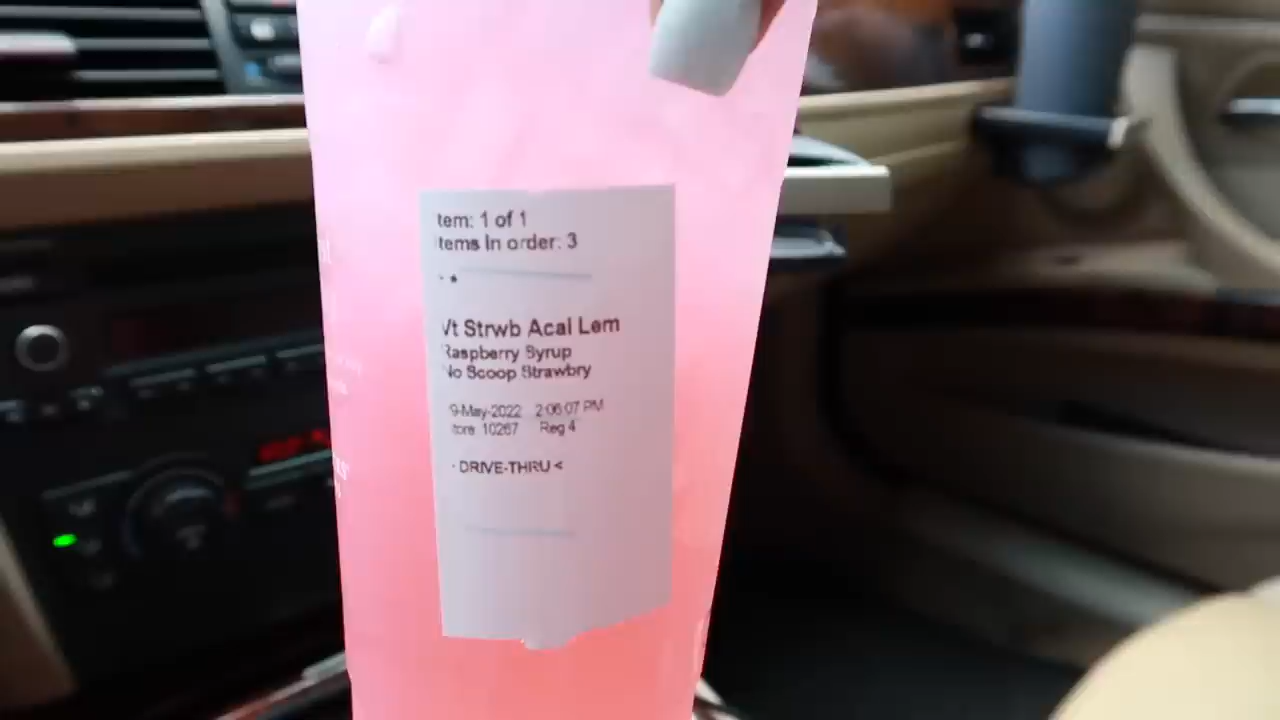 tem: 1 of 1
tems in order: 3
Vt Strwb Acai Lem
Raspberry Syrup
No Scoop Strawbry
9-May-2022 2:06:07 PM
tore: 10267 Reg 4
DRIVE-THRU <